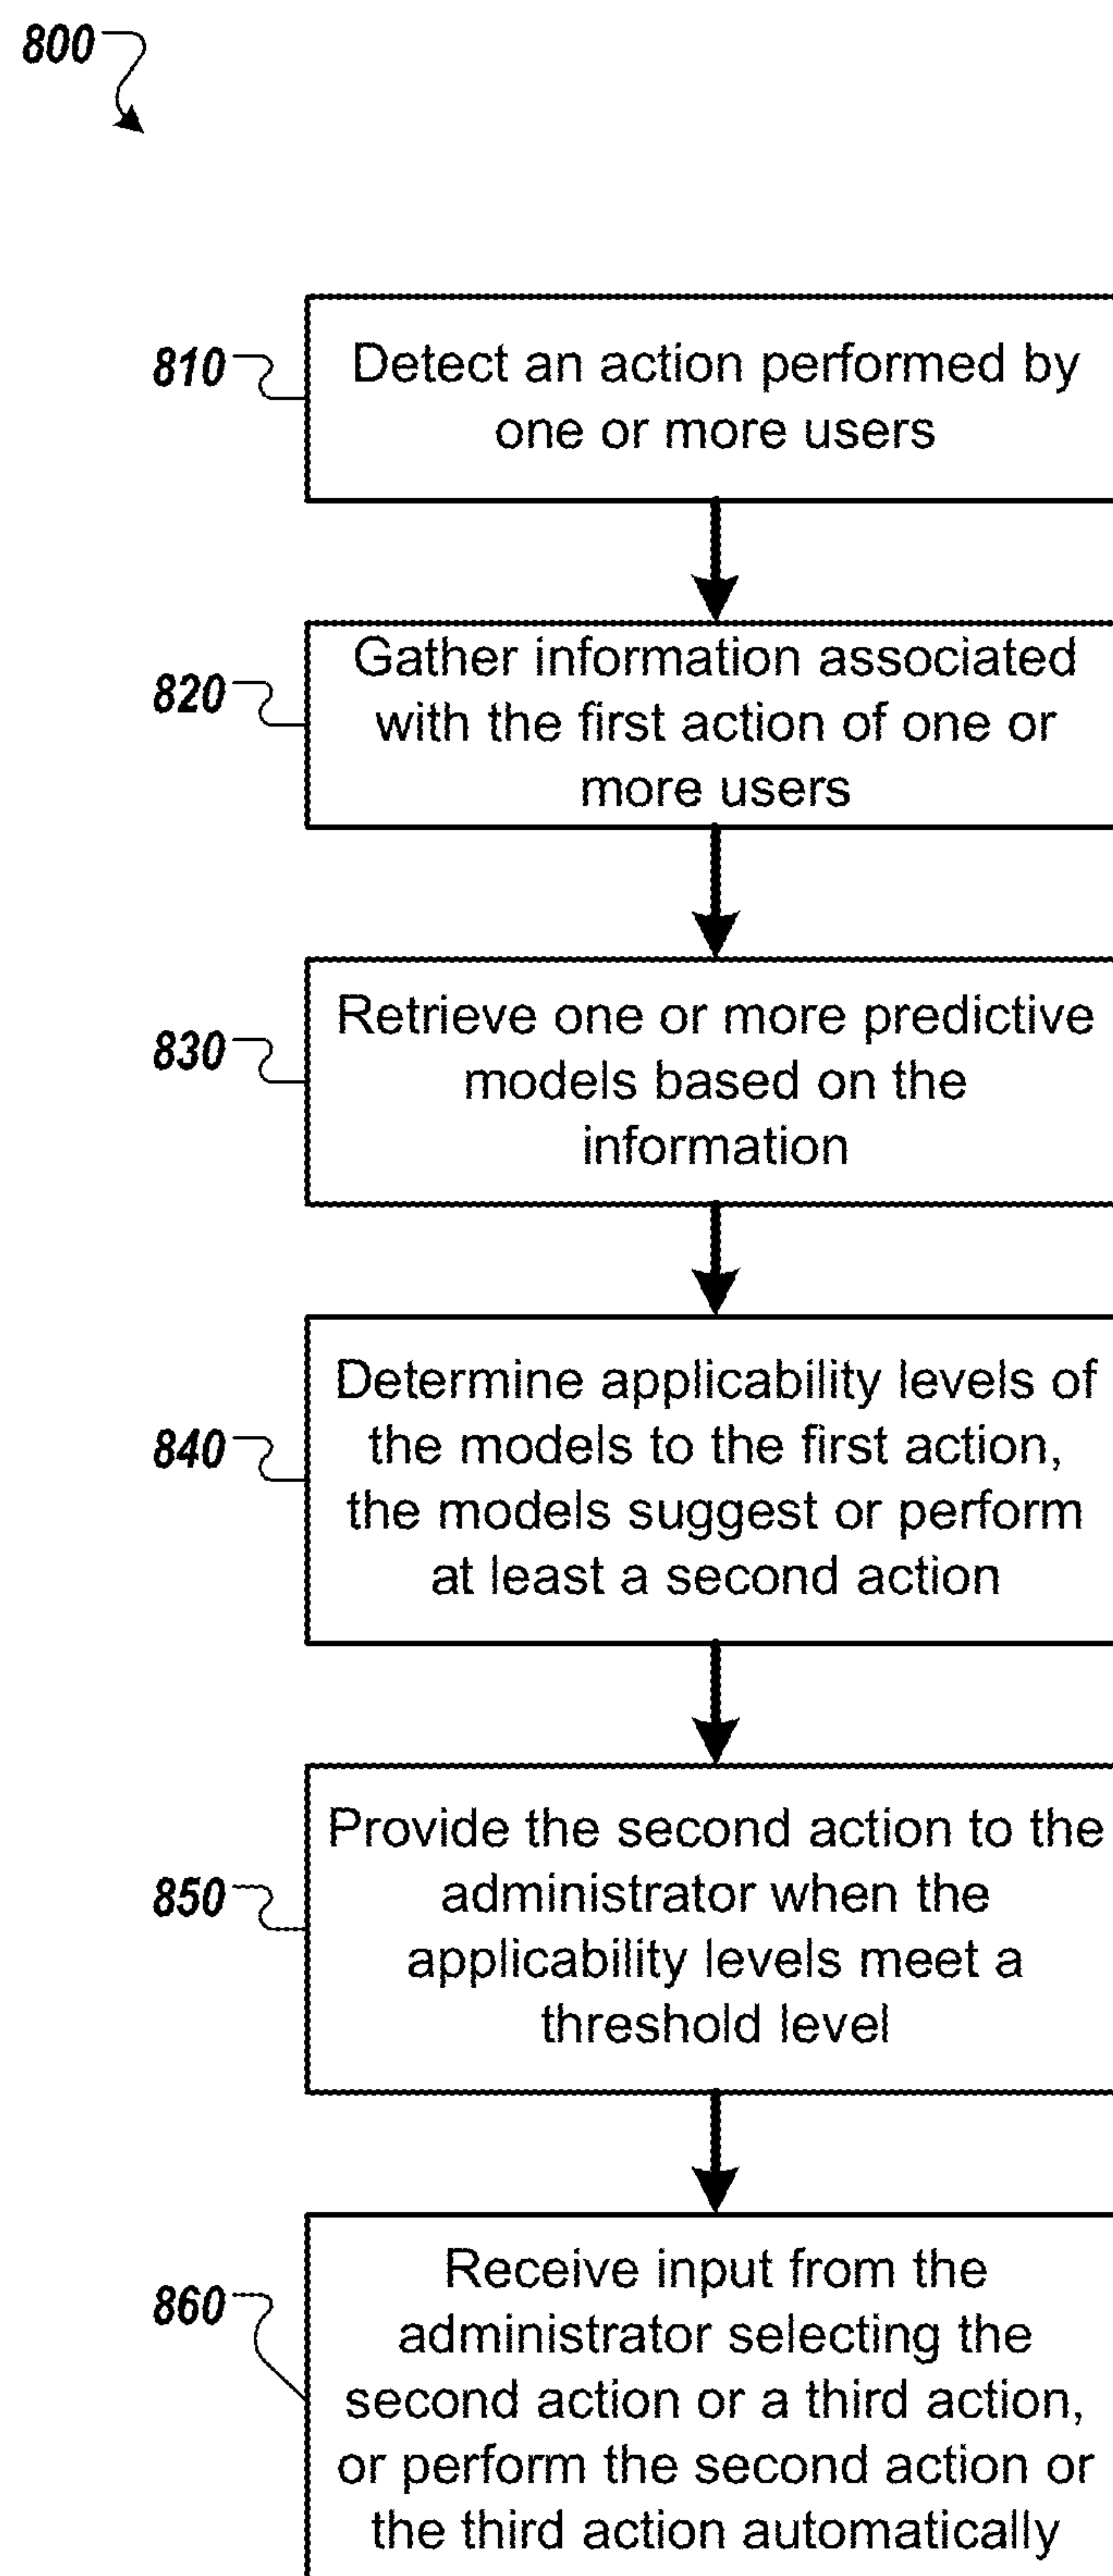 800
810
Detect an action performed by
one or more users
820
Gather information associated
with the first action of one or
more users
830
Retrieve one or more predictive
models based on the
information
840
Determine applicability levels of
the models to the first action,
the models suggest or perform
at least a second action
850
Provide the second action to the
administrator when the
applicability levels meet a
threshold level
860
Receive input from the
administrator selecting the
second action or a third action,
or perform the second action or
the third action automatically